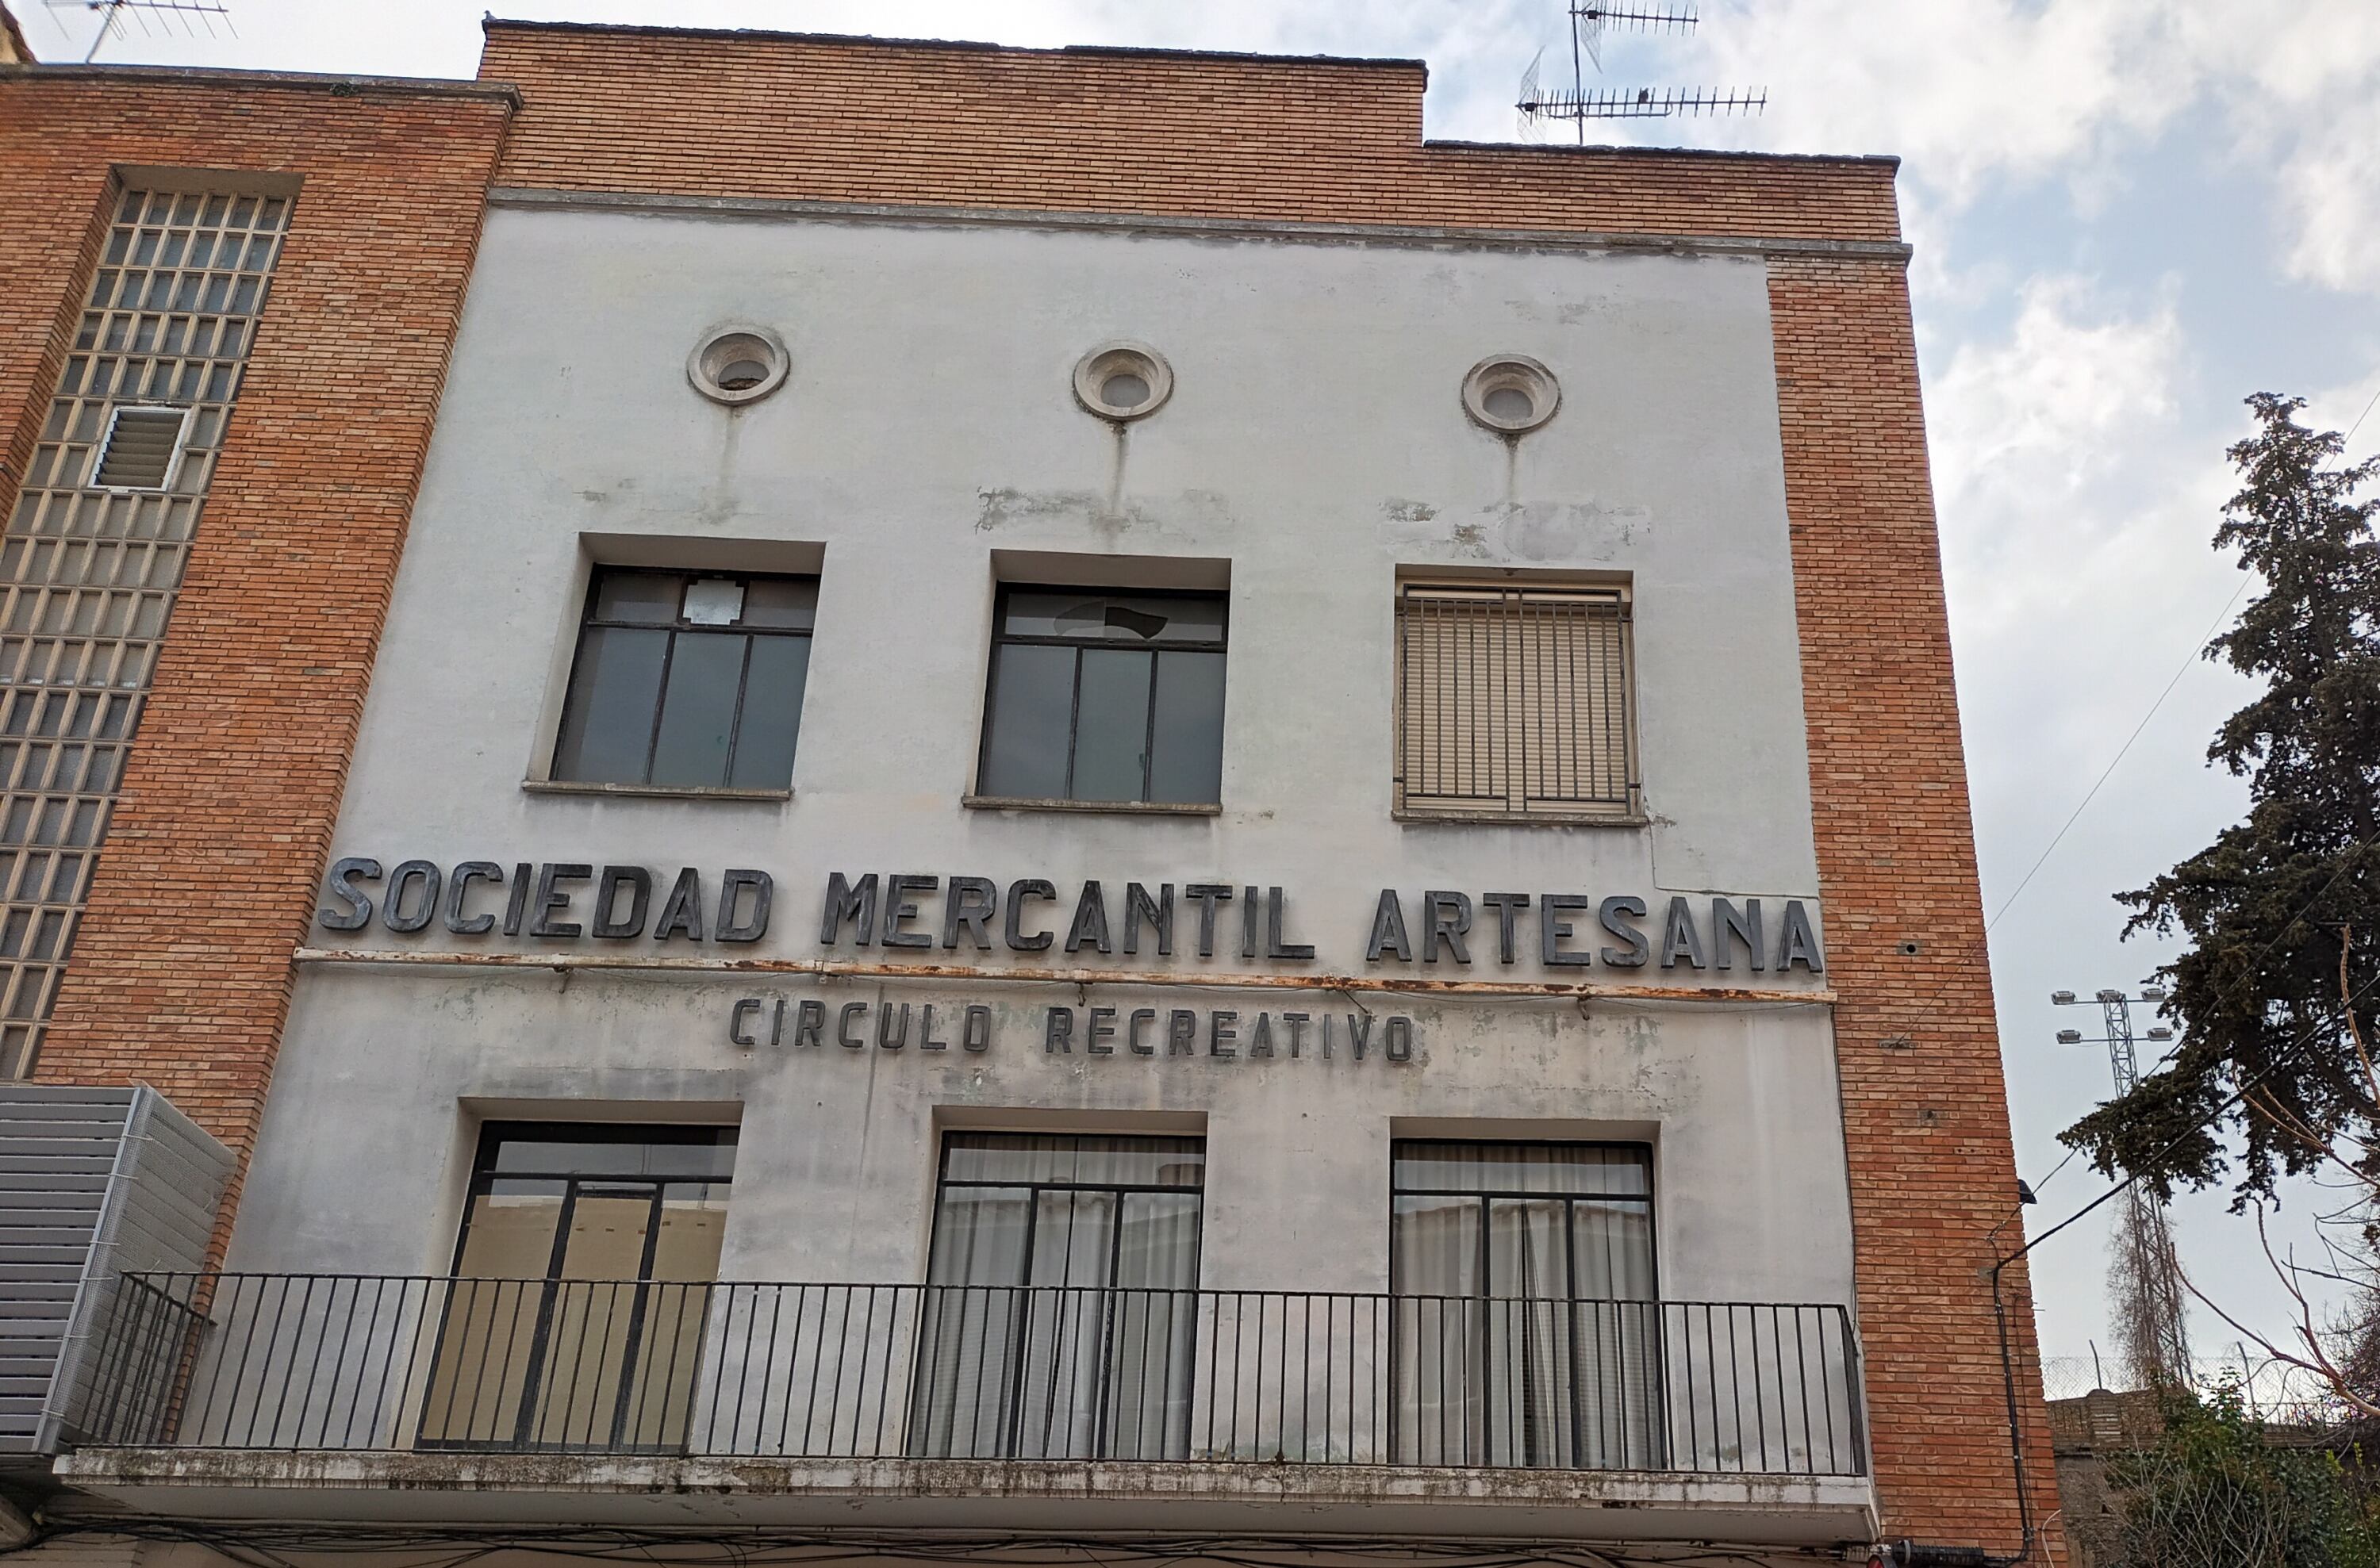 SOCIEDAD MERCANTIL ARTESANA
CIRCULO RECREATIVO